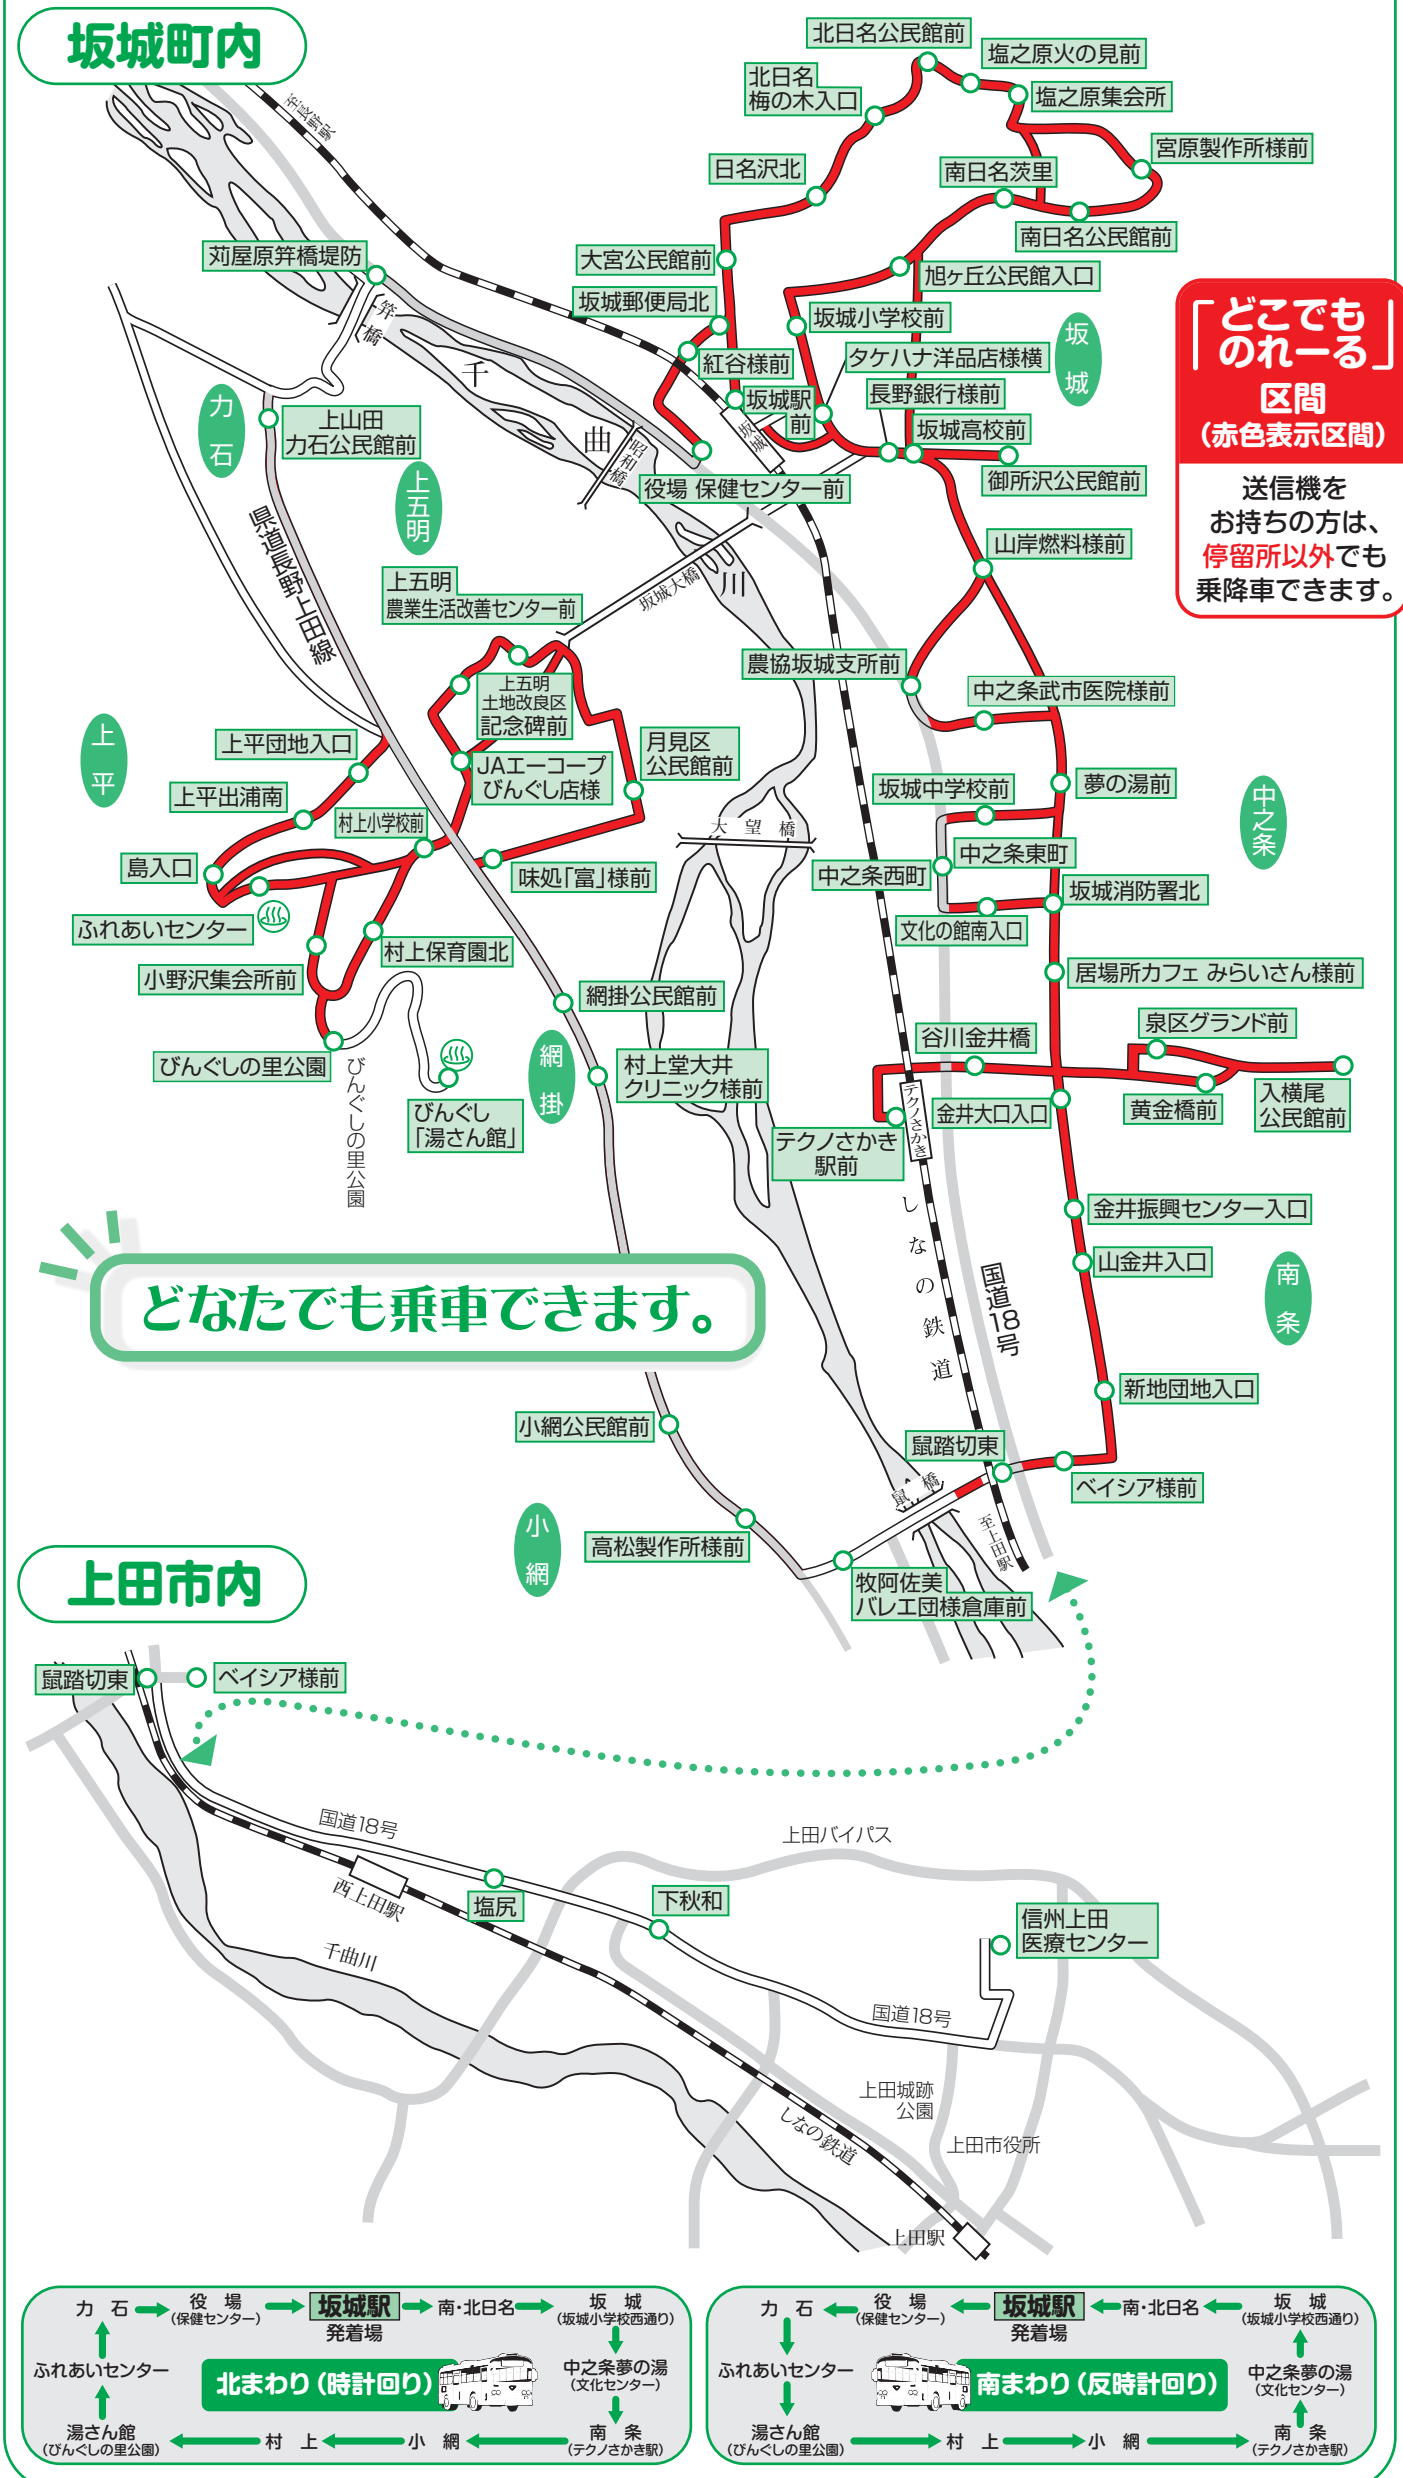 坂城町内
至長野駅
北日名公民館前
塩之原火の見前
北日名
梅の木入口
塩之原集会所
宮原製作所様前
日名沢北
南日名茨里
南日名公民館前
苅屋原笄橋堤防
笄橋
大宮公民館前
旭ヶ丘公民館入口
坂城郵便局北
坂城小学校前
紅谷様前
タケハナ洋品店様横
坂城
坂城駅
前
長野銀行様前
坂城高校前
御所沢公民館前
坂城
役場 保健センター前
「どこでも
のれーる」
区間
(赤色表示区間)
送信機を
お持ちの方は、
停留所以外でも
乗降車できます。
千曲川
昭和橋
力石
上山田
力石公民館前
上五明
県道長野上田線
上五明
農業生活改善センター前
坂城大橋
山岸燃料様前
農協坂城支所前
中之条武市医院様前
上五明
土地改良区
記念碑前
上平
上平団地入口
JAエーコープ
びんぐし店様
月見区
公民館前
上平出浦南
村上小学校前
坂城中学校前
夢の湯前
中之条
大望橋
島入口
味処「富」様前
中之条西町
中之条東町
坂城消防署北
ふれあいセンター
文化の館南入口
小野沢集会所前
村上保育園北
居場所カフェ みらいさん様前
網掛公民館前
びんぐしの里公園
びんぐしの里公園
網掛
びんぐし
「湯さん館」
村上堂大井
クリニック様前
谷川金井橋
泉区グランド前
黄金橋前
入横尾
公民館前
テクノさかき
金井大口入口
テクノさかき
駅前
しなの鉄道
金井振興センター入口
山金井入口
国道18号
南条
どなたでも乗車できます。
新地団地入口
小網公民館前
鼠踏切東
ベイシア様前
鼠橋
小網
高松製作所様前
至上田駅
牧阿佐美
バレエ団様倉庫前
上田市内
鼠踏切東
ベイシア様前
国道18号
上田バイパス
西上田駅
塩尻
下秋和
信州上田
医療センター
千曲川
国道18号
上田城跡
公園
しなの鉄道
上田市役所
上田駅
力石
役場
(保健センター)
坂城駅
発着場
南・北日名
坂城
(坂城小学校西通り)
ふれあいセンター
北まわり(時計回り)
中之条夢の湯
(文化センター)
湯さん館
(びんぐしの里公園)
村上
小網
南条
(テクノさかき駅)
力石
役場
(保健センター)
坂城駅
発着場
南・北日名
坂城
(坂城小学校西通り)
ふれあいセンター
南まわり(反時計回り)
中之条夢の湯
(文化センター)
湯さん館
(びんぐしの里公園)
村上
小網
南条
(テクノさかき駅)